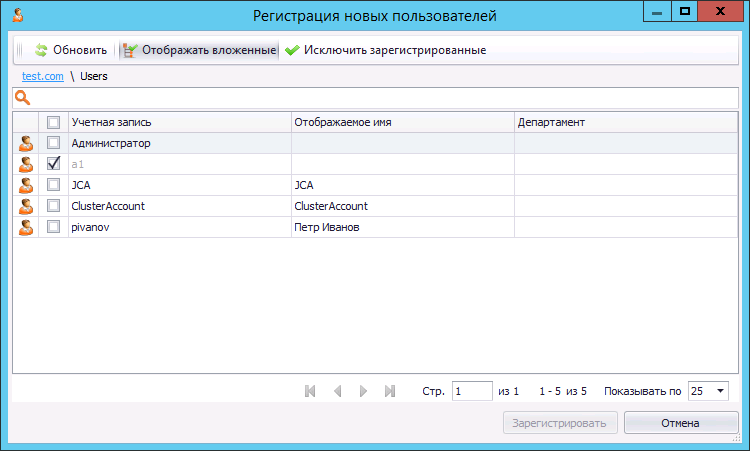 Регистрация новых пользователей
Обновить Отображать вложенные Исключить зарегистрированные
test.com \ Users
Учетная запись Отображаемое имя Департамент
Администратор
a1
JCA JCA
ClusterAccount ClusterAccount
pivanov Петр Иванов
Стр. 1 из 1 1 - 5 из 5 Показывать по 25
Зарегистрировать Отмена